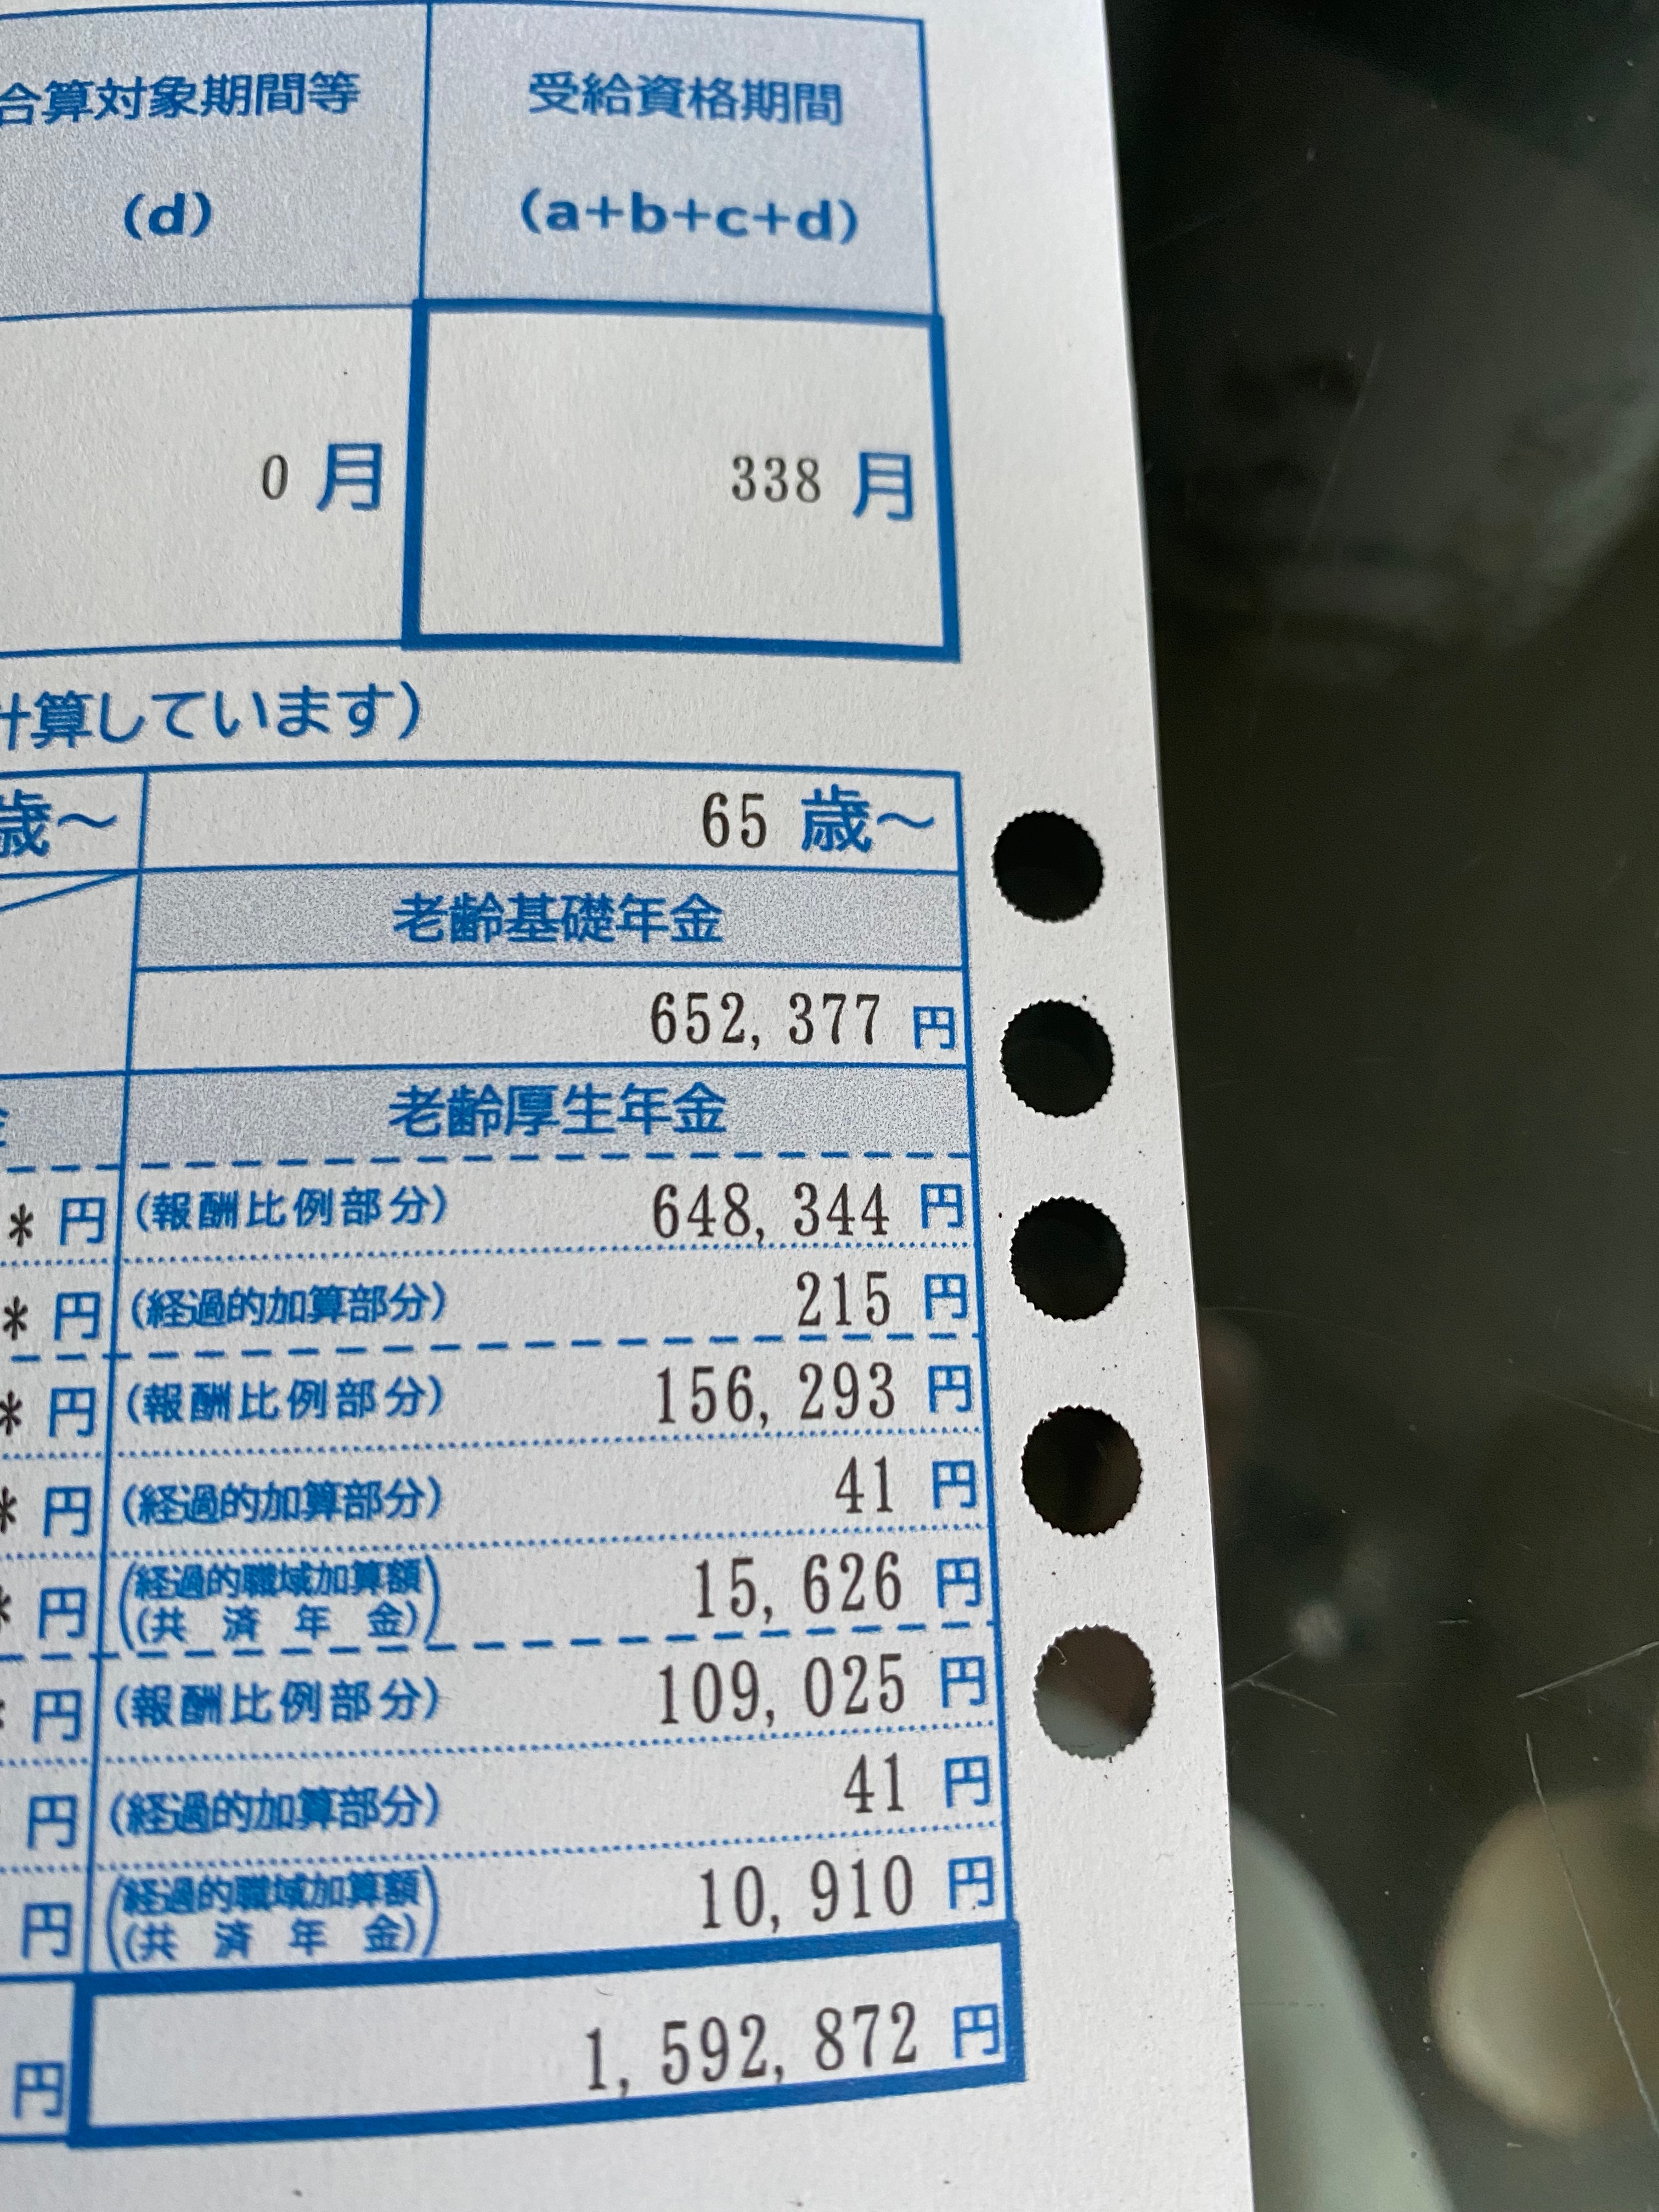 合算対象期間等 受給資格期間
(d) (a+b+c+d)
0 月 338 月
計算しています)
歳~ 65 歳~
老齢基礎年金
652,377 円
金 老齢厚生年金
* 円 (報酬比例部分) 648,344 円
* 円 (経過的加算部分) 215 円
* 円 (報酬比例部分) 156,293 円
* 円 (経過的加算部分) 41 円
* 円 (経過的職域加算額(共済年金)) 15,626 円
* 円 (報酬比例部分) 109,025 円
円 (経過的加算部分) 41 円
円 (経過的職域加算額(共済年金)) 10,910 円
円 1,592,872 円